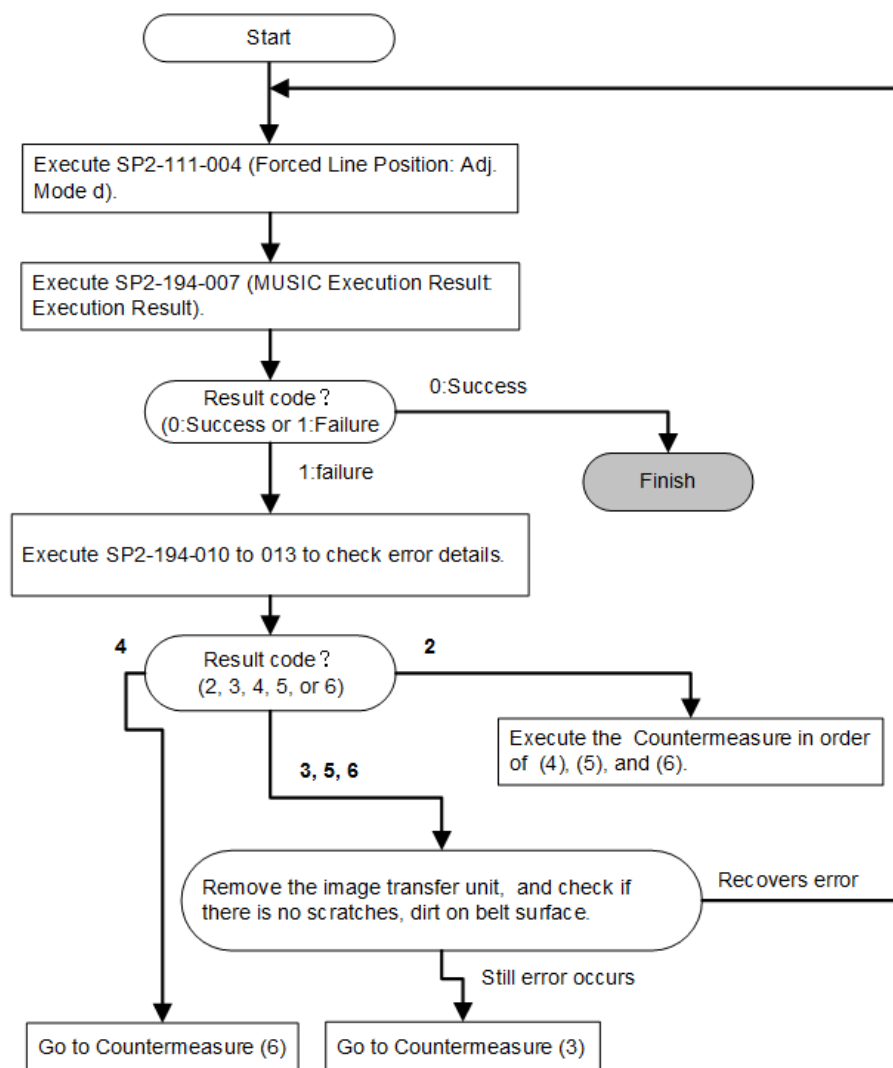 Start
Execute SP2-111-004 (Forced Line Position: Adj.
Mode d).
Execute SP2-194-007 (MUSIC Execution Result:
Execution Result).
Result code?
(0:Success or 1:Failure
0:Success
Finish
1:failure
Execute SP2-194-010 to 013 to check error details.
4
Result code?
(2, 3, 4, 5, or 6)
2
Execute the Countermeasure in order
of (4), (5), and (6).
3, 5, 6
Remove the image transfer unit, and check if
there is no scratches, dirt on belt surface.
Recovers error
Still error occurs
Go to Countermeasure (6)
Go to Countermeasure (3)